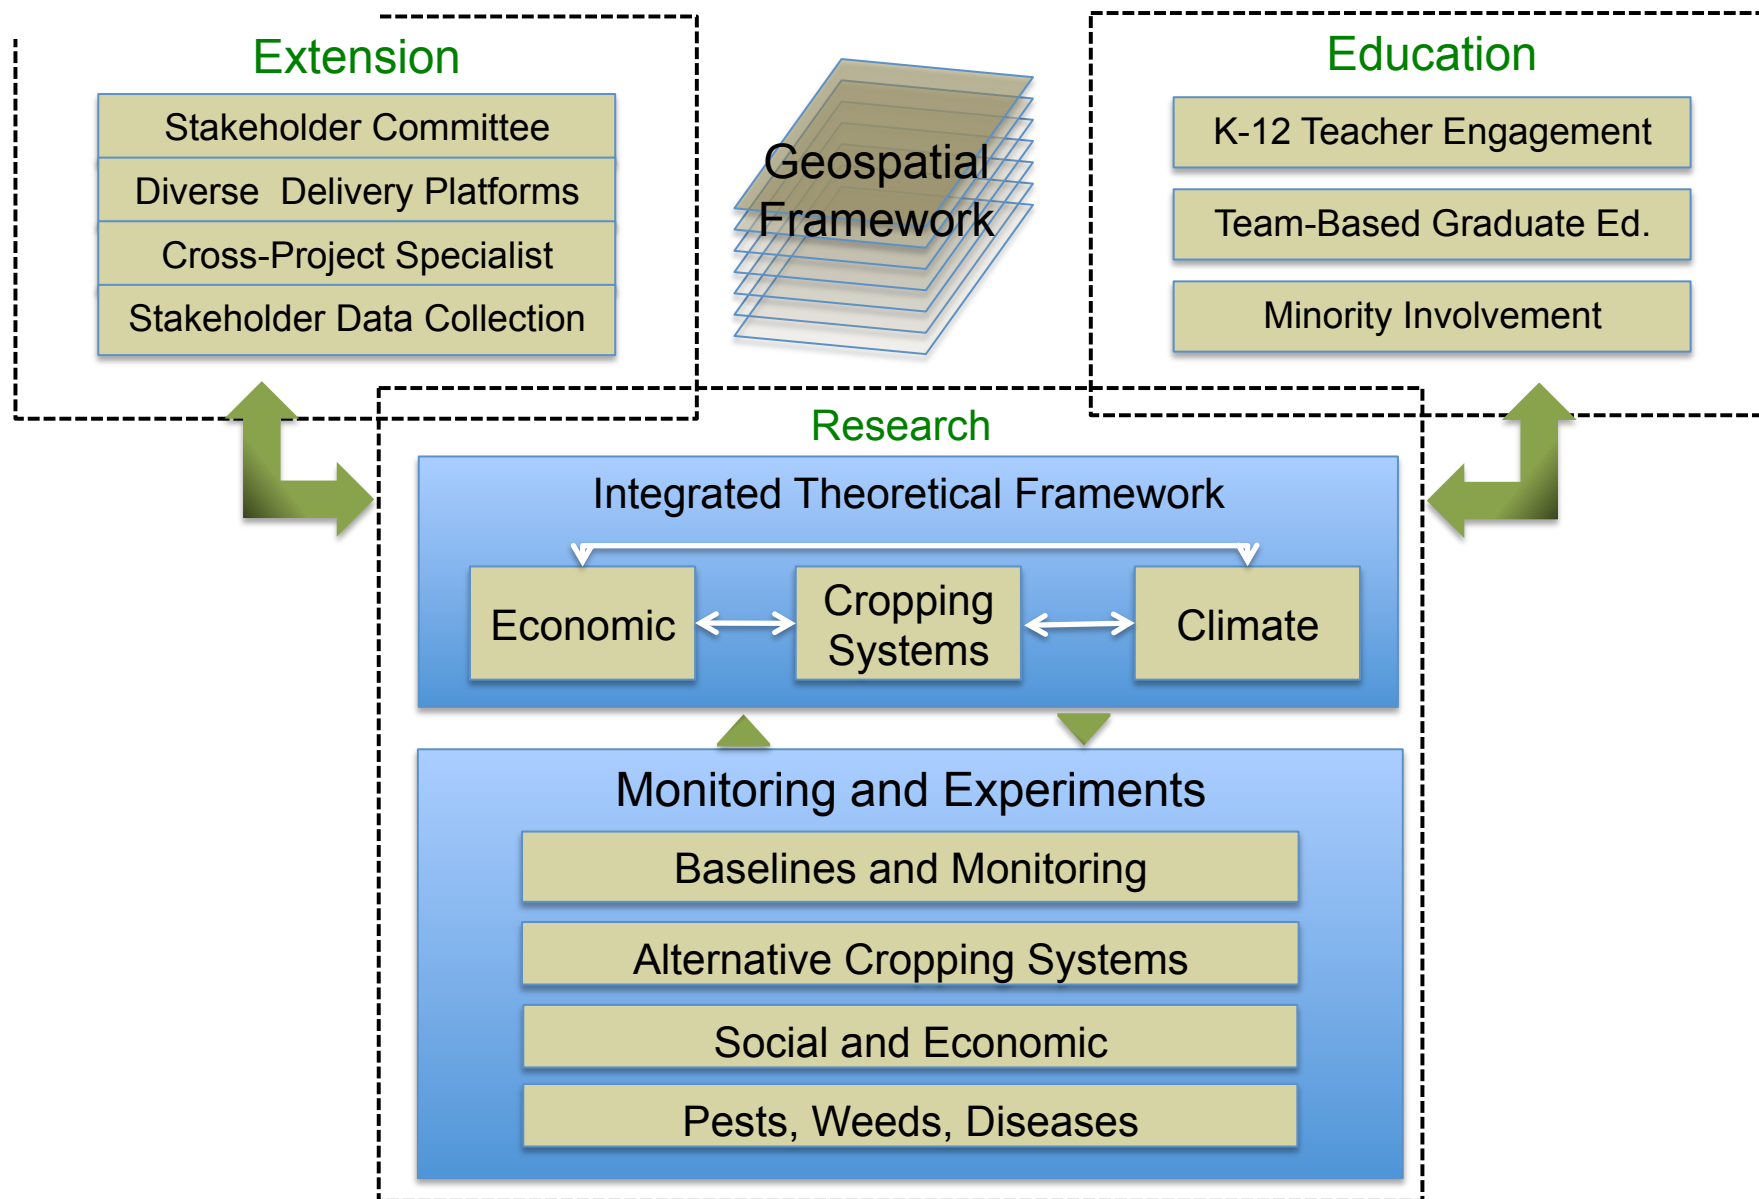 Extension
Stakeholder Committee
Diverse  Delivery Platforms
Cross-Project Specialist
Stakeholder Data Collection
Geospatial
Framework
Education
K-12 Teacher Engagement
Team-Based Graduate Ed.
Minority Involvement
Research
Integrated Theoretical Framework
Economic
Cropping
Systems
Climate
Monitoring and Experiments
Baselines and Monitoring
Alternative Cropping Systems
Social and Economic
Pests, Weeds, Diseases